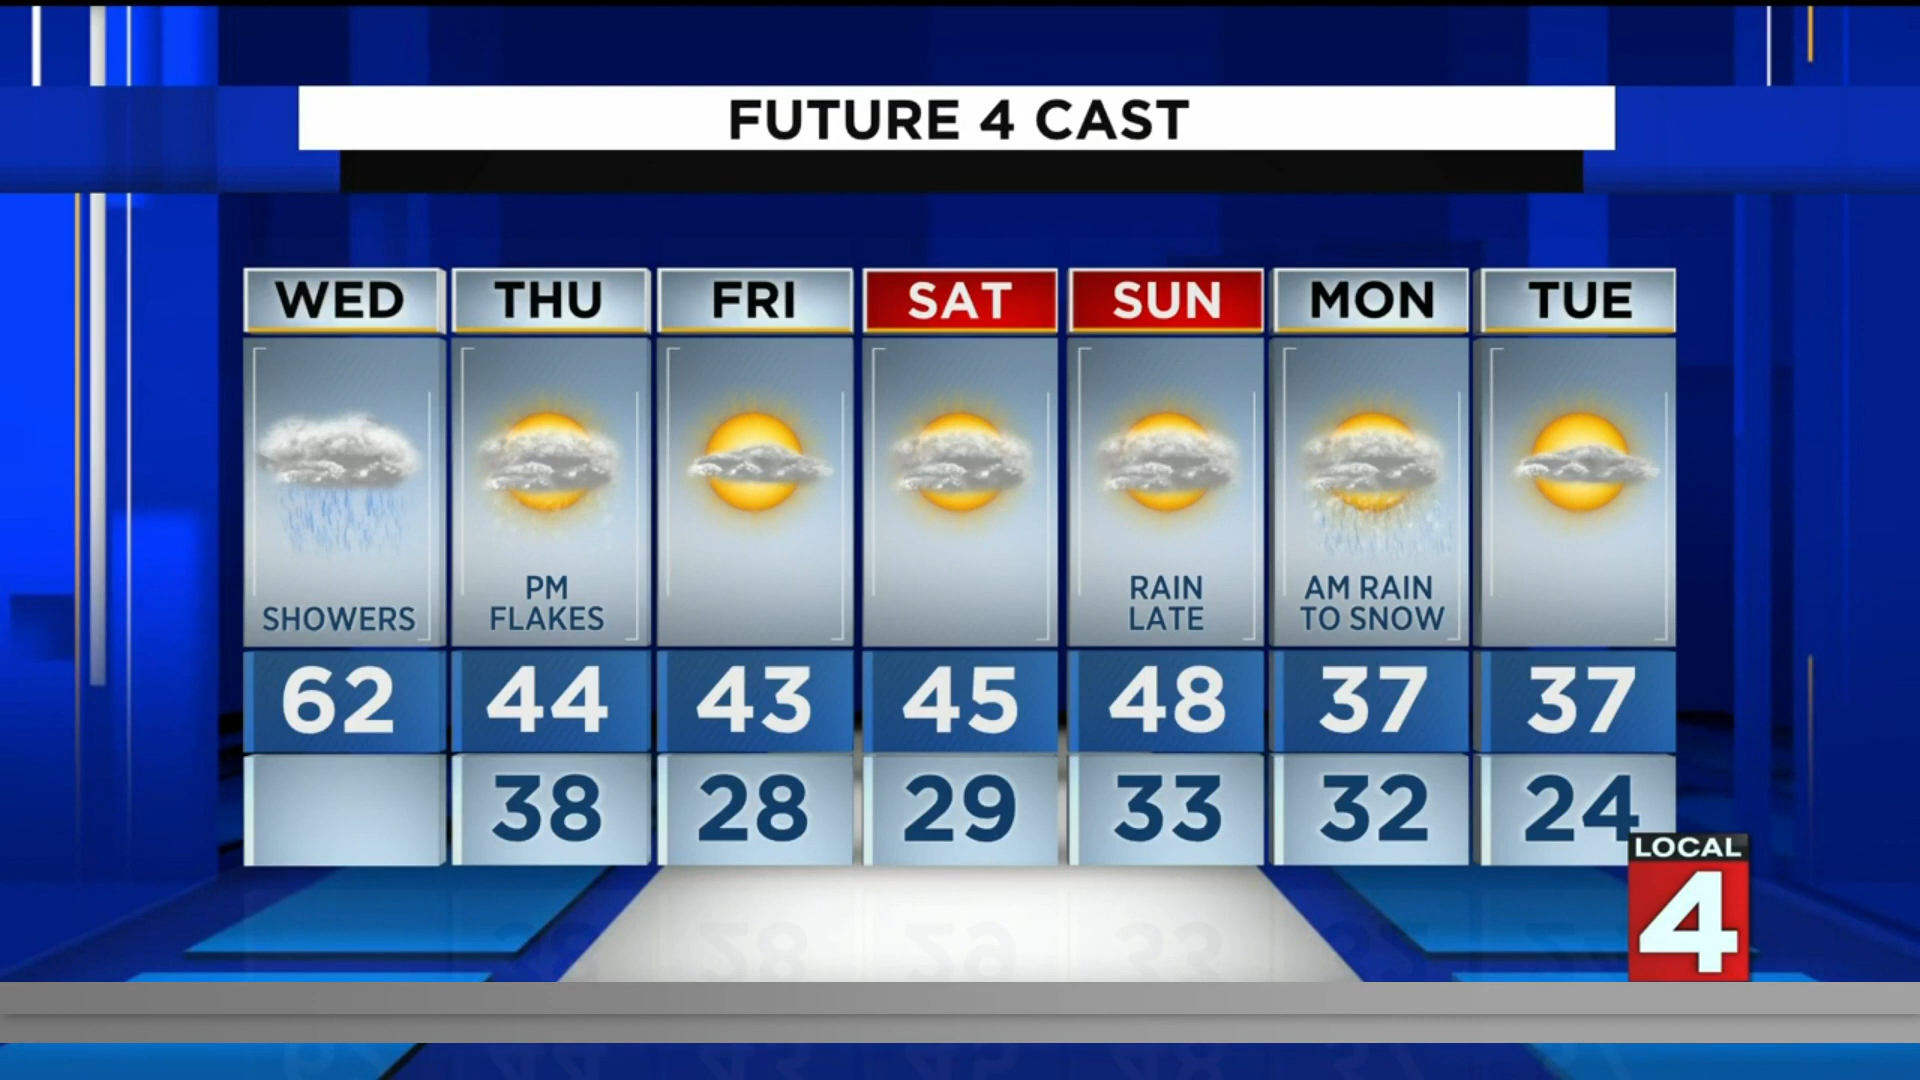 FUTURE 4 CAST
WED THU FRI SAT SUN MON TUE
SHOWERS
PM
FLAKES
RAIN
LATE
AM RAIN
TO SNOW
62 44 43 45 48 37 37
38 28 29 33 32 24
LOCAL
4